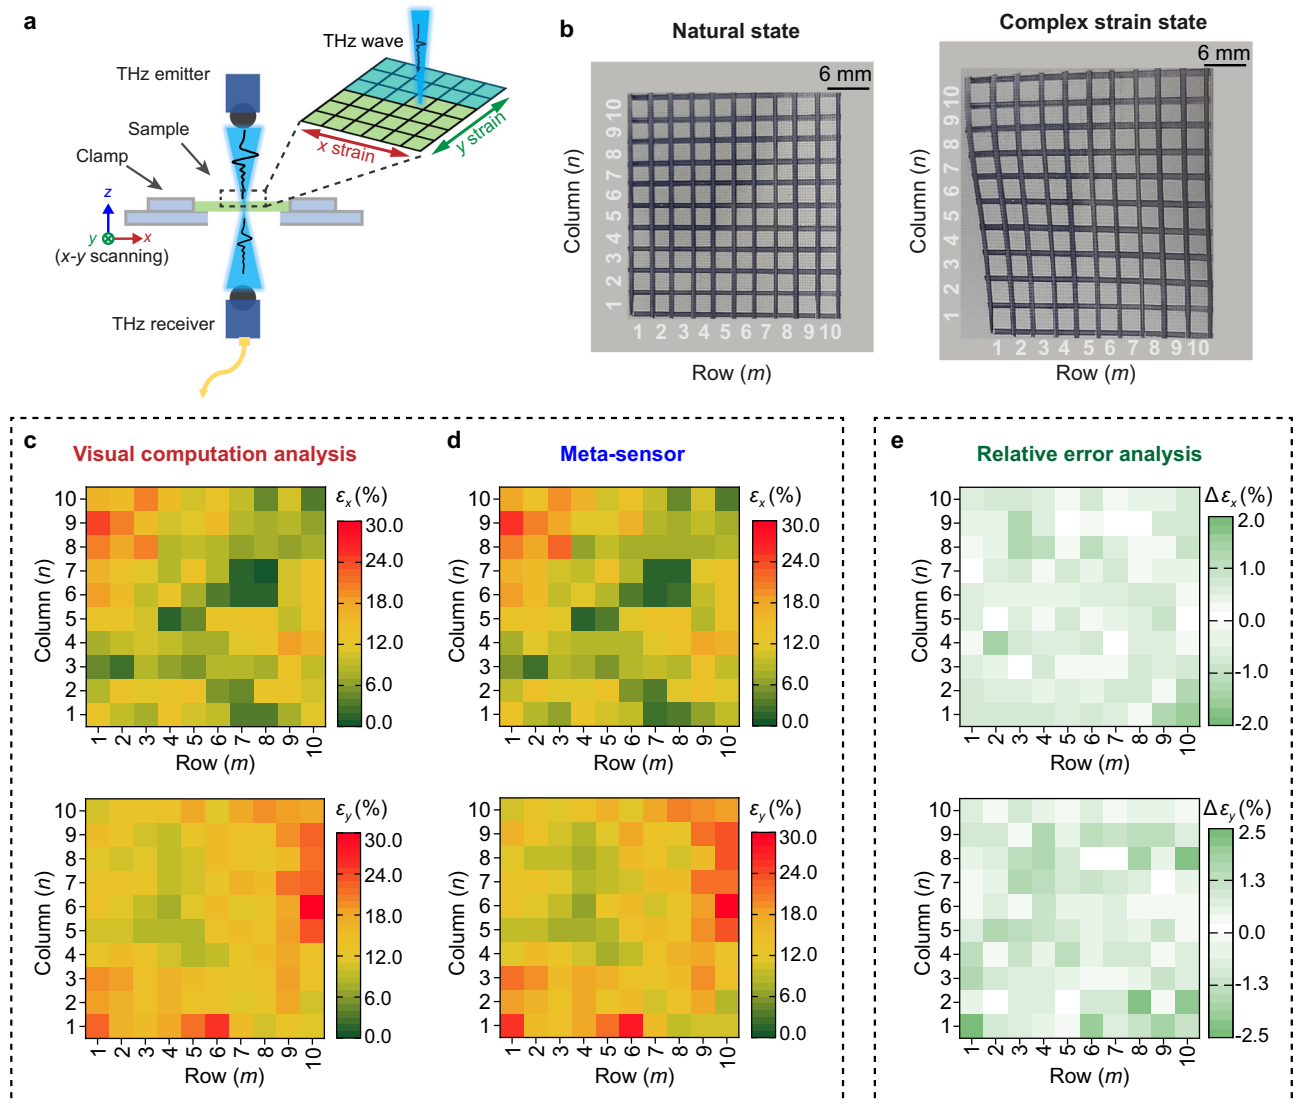 a
THz emitter
Sample
Clamp
z
y
x
(x-y scanning)
THz receiver
THz wave
x strain
y strain
b
Natural state
6 mm
Column (n)
10
9
8
7
6
5
4
3
2
1
1 2 3 4 5 6 7 8 9 10
Row (m)
Complex strain state
6 mm
Column (n)
10
9
8
7
6
5
4
3
2
1
1 2 3 4 5 6 7 8 9 10
Row (m)
c
Visual computation analysis
Column (n)
10
9
8
7
6
5
4
3
2
1
1 2 3 4 5 6 7 8 9 10
Row (m)
εx (%)
30.0
24.0
18.0
12.0
6.0
0.0
Column (n)
10
9
8
7
6
5
4
3
2
1
1 2 3 4 5 6 7 8 9 10
Row (m)
εy (%)
30.0
24.0
18.0
12.0
6.0
0.0
d
Meta-sensor
Column (n)
10
9
8
7
6
5
4
3
2
1
1 2 3 4 5 6 7 8 9 10
Row (m)
εx (%)
30.0
24.0
18.0
12.0
6.0
0.0
Column (n)
10
9
8
7
6
5
4
3
2
1
1 2 3 4 5 6 7 8 9 10
Row (m)
εy (%)
30.0
24.0
18.0
12.0
6.0
0.0
e
Relative error analysis
Column (n)
10
9
8
7
6
5
4
3
2
1
1 2 3 4 5 6 7 8 9 10
Row (m)
Δεx (%)
2.0
1.0
0.0
-1.0
-2.0
Column (n)
10
9
8
7
6
5
4
3
2
1
1 2 3 4 5 6 7 8 9 10
Row (m)
Δεy (%)
2.5
1.3
0.0
-1.3
-2.5